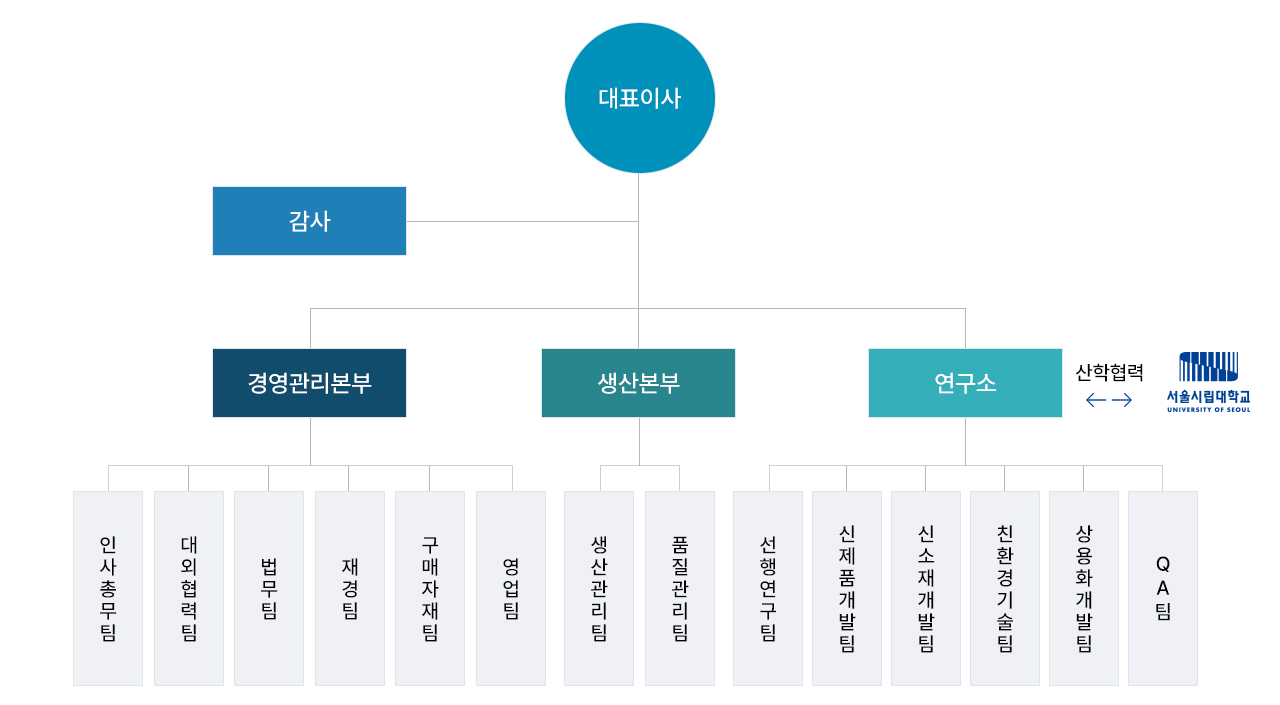 대표이사
감사
경영관리본부
생산본부
연구소
산학협력
서울시립대학교
UNIVERSITY OF SEOUL
인사총무팀
대외협력팀
법무팀
재경팀
구매자재팀
영업팀
생산관리팀
품질관리팀
선행연구팀
신제품개발팀
신소재개발팀
친환경기술팀
상용화개발팀
QA팀